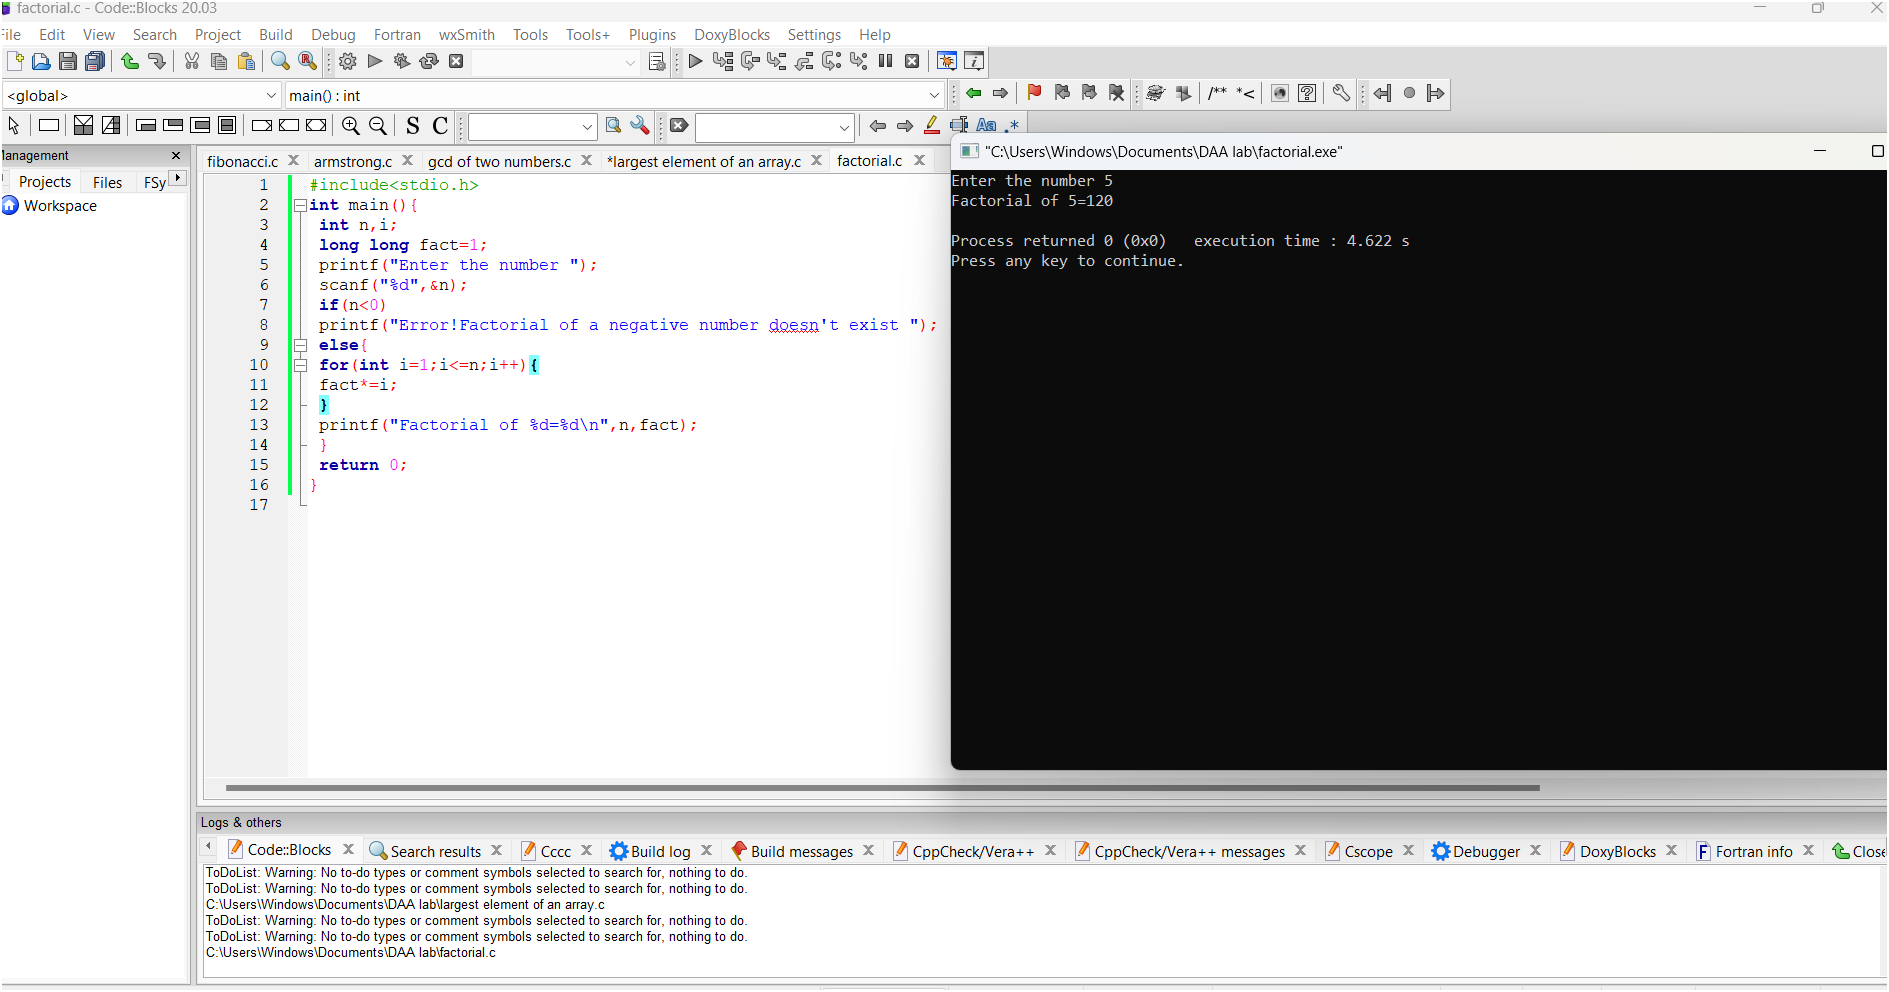 factorial.c - Code::Blocks 20.03
File Edit View Search Project Build Debug Fortran wxSmith Tools Tools+ Plugins DoxyBlocks Settings Help
<global> main() : int
/** *<
S C Aa .*
Management
Projects Files FSy
Workspace
fibonacci.c armstrong.c gcd of two numbers.c *largest element of an array.c factorial.c
1 #include<stdio.h>
2 int main(){
3 int n,i;
4 long long fact=1;
5 printf("Enter the number ");
6 scanf("%d",&n);
7 if(n<0)
8 printf("Error!Factorial of a negative number doesn't exist ");
9 else{
10 for(int i=1;i<=n;i++){
11 fact*=i;
12 }
13 printf("Factorial of %d=%d\n",n,fact);
14 }
15 return 0;
16 }
17
"C:\Users\Windows\Documents\DAA lab\factorial.exe"
Enter the number 5
Factorial of 5=120
Process returned 0 (0x0)   execution time : 4.622 s
Press any key to continue.
Logs & others
Code::Blocks Search results Cccc Build log Build messages CppCheck/Vera++ CppCheck/Vera++ messages Cscope Debugger DoxyBlocks Fortran info Close
ToDoList: Warning: No to-do types or comment symbols selected to search for, nothing to do.
ToDoList: Warning: No to-do types or comment symbols selected to search for, nothing to do.
C:\Users\Windows\Documents\DAA lab\largest element of an array.c
ToDoList: Warning: No to-do types or comment symbols selected to search for, nothing to do.
ToDoList: Warning: No to-do types or comment symbols selected to search for, nothing to do.
C:\Users\Windows\Documents\DAA lab\factorial.c